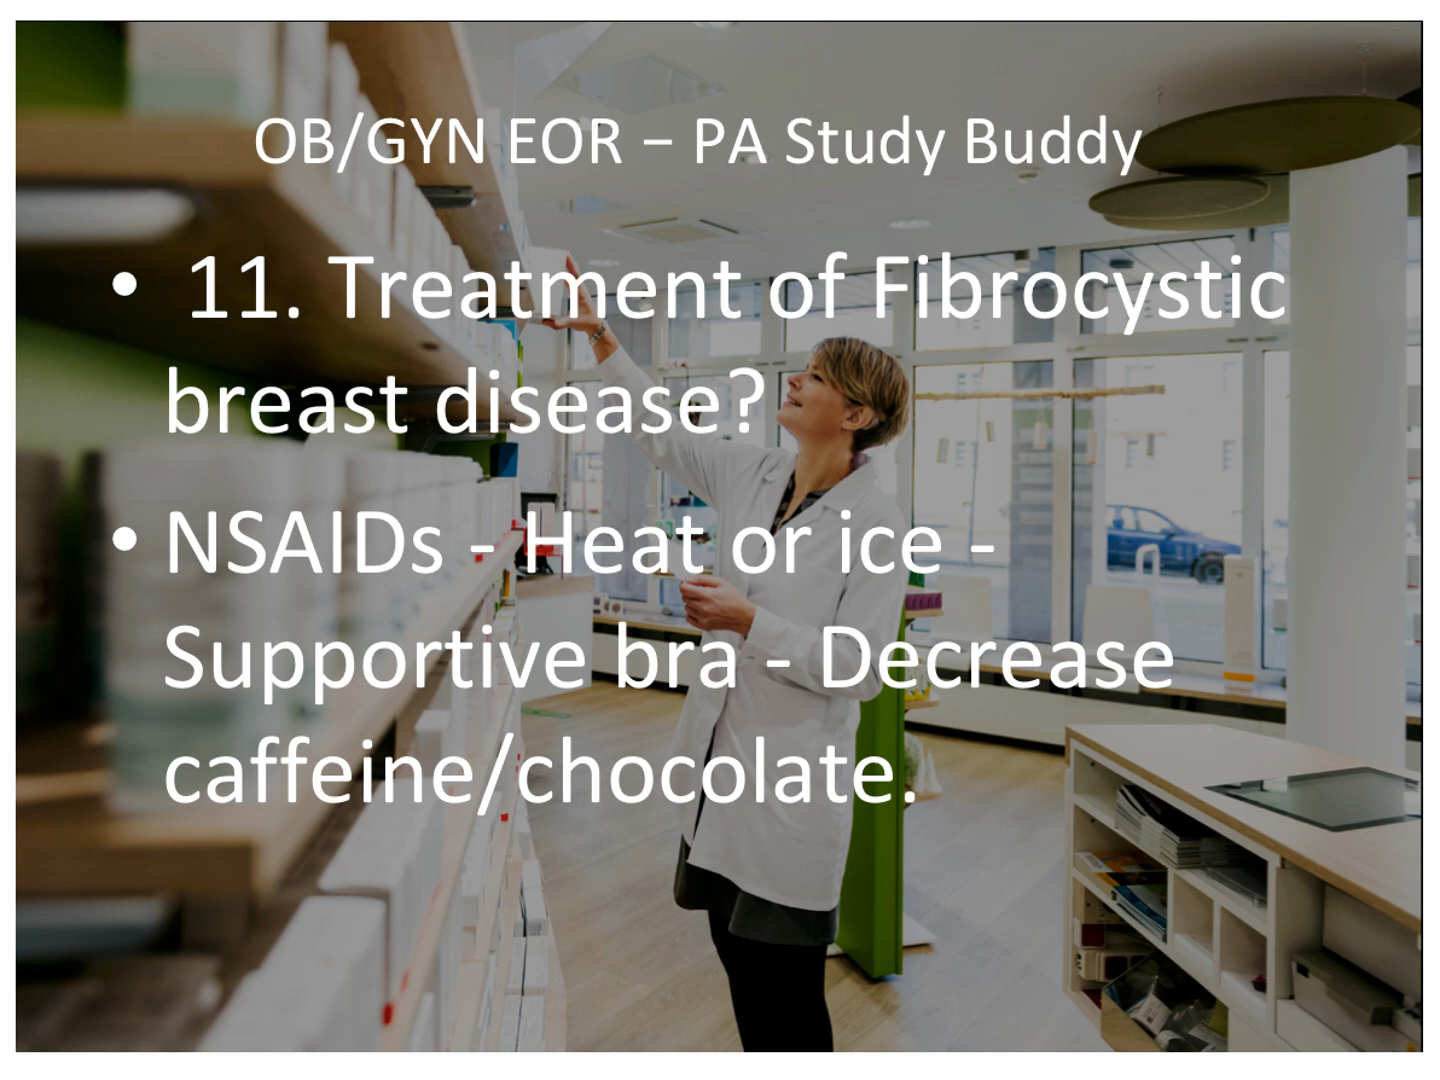 OB/GYN EOR – PA Study Buddy
• 11. Treatment of Fibrocystic
breast disease?
• NSAIDs - Heat or ice -
Supportive bra - Decrease
caffeine/chocolate.